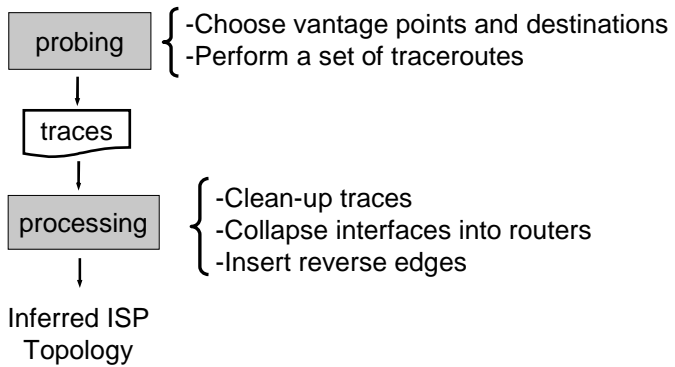 probing
-Choose vantage points and destinations
-Perform a set of traceroutes
traces
processing
-Clean-up traces
-Collapse interfaces into routers
-Insert reverse edges
Inferred ISP
Topology